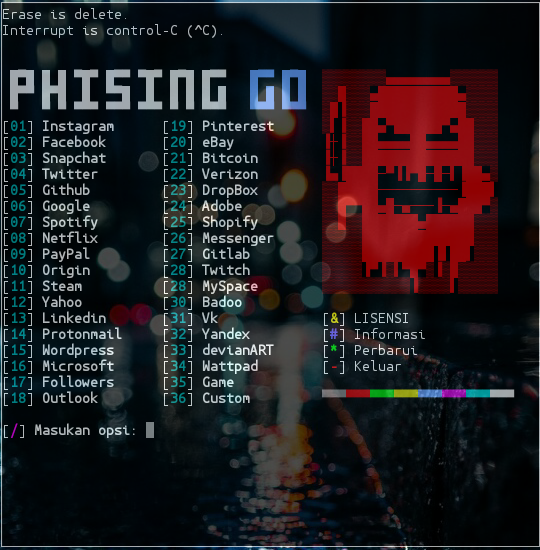 Erase is delete.
Interrupt is control-C (^C).
PHISING GO
[01] Instagram [19] Pinterest
[02] Facebook [20] eBay
[03] Snapchat [21] Bitcoin
[04] Twitter [22] Verizon
[05] Github [23] DropBox
[06] Google [24] Adobe
[07] Spotify [25] Shopify
[08] Netflix [26] Messenger
[09] PayPal [27] Gitlab
[10] Origin [28] Twitch
[11] Steam [28] MySpace
[12] Yahoo [30] Badoo
[13] Linkedin [31] Vk
[14] Protonmail [32] Yandex
[15] Wordpress [33] devianART
[16] Microsoft [34] Wattpad
[17] Followers [35] Game
[18] Outlook [36] Custom
[&] LISENSI
[#] Informasi
[*] Perbarui
[-] Keluar
[/] Masukan opsi: